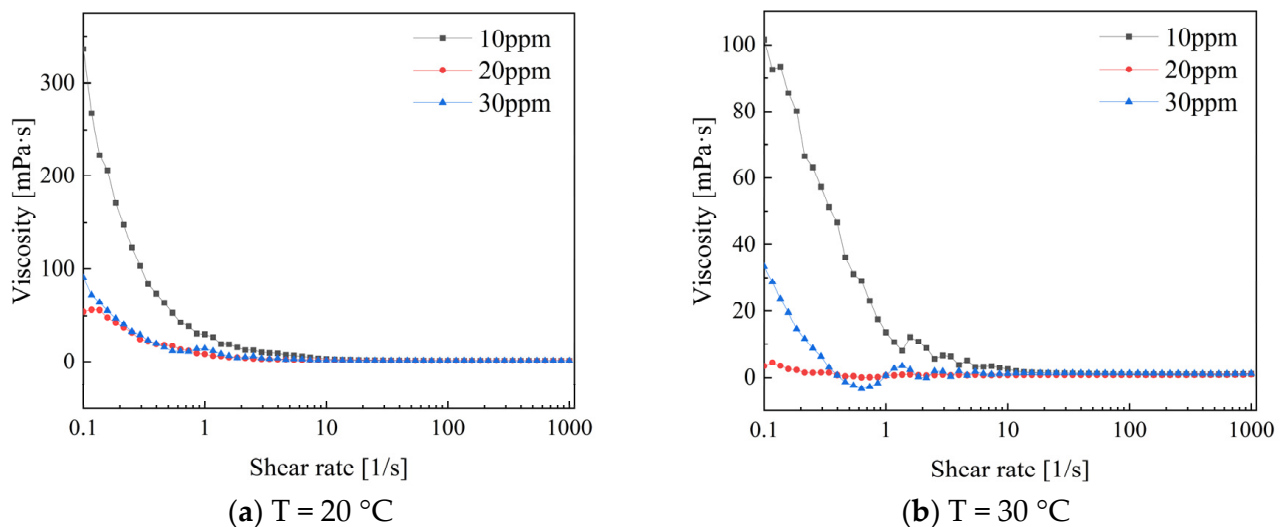 10ppm
20ppm
30ppm
Viscosity [mPa·s]
300
200
100
0
0.1 1 10 100 1000
Shear rate [1/s]
(a) T = 20 °C
10ppm
20ppm
30ppm
Viscosity [mPa·s]
100
80
60
40
20
0
0.1 1 10 100 1000
Shear rate [1/s]
(b) T = 30 °C